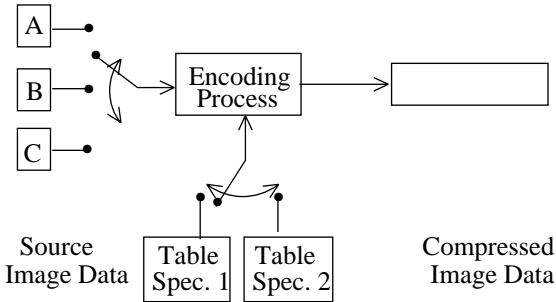 A
B
C
Encoding
Process
Table
Spec. 1
Table
Spec. 2
Source
Image Data
Compressed
Image Data